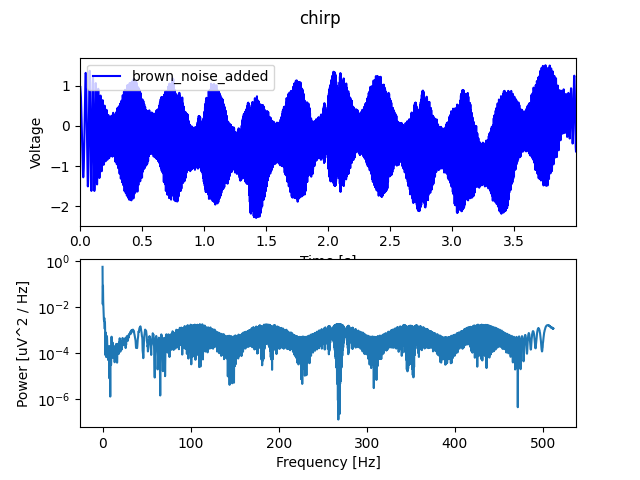 chirp
brown_noise_added
Voltage
1
0
−1
−2
0.0 0.5 1.0 1.5 2.0 2.5 3.0 3.5
Power [uV^2 / Hz]
10^0
10^-2
10^-4
10^-6
0 100 200 300 400 500
Frequency [Hz]